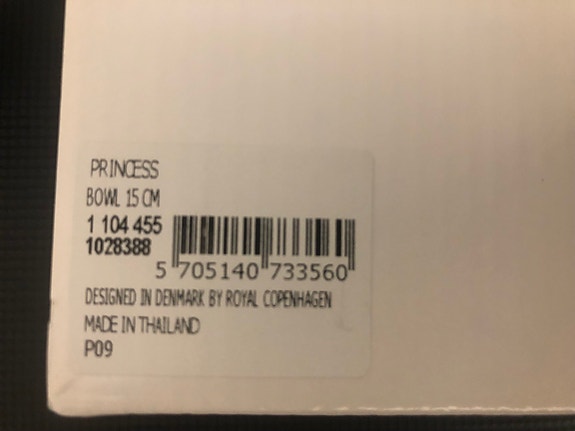 PRINCESS
BOWL 15 CM
1 104 455
1028388
5 705140 733560
DESIGNED IN DENMARK BY ROYAL COPENHAGEN
MADE IN THAILAND
P09